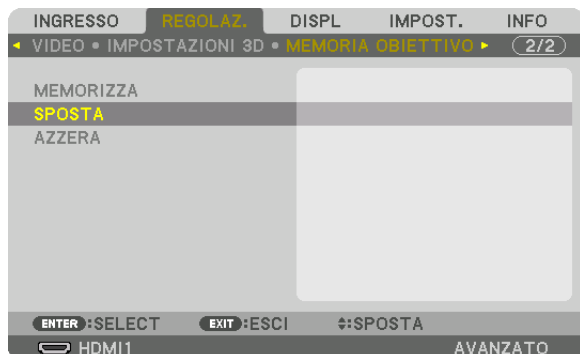 INGRESSO REGOLAZ. DISPL IMPOST. INFO
VIDEO • IMPOSTAZIONI 3D • MEMORIA OBIETTIVO 2/2
MEMORIZZA
SPOSTA
AZZERA
ENTER :SELECT EXIT :ESCI :SPOSTA
HDMI1 AVANZATO